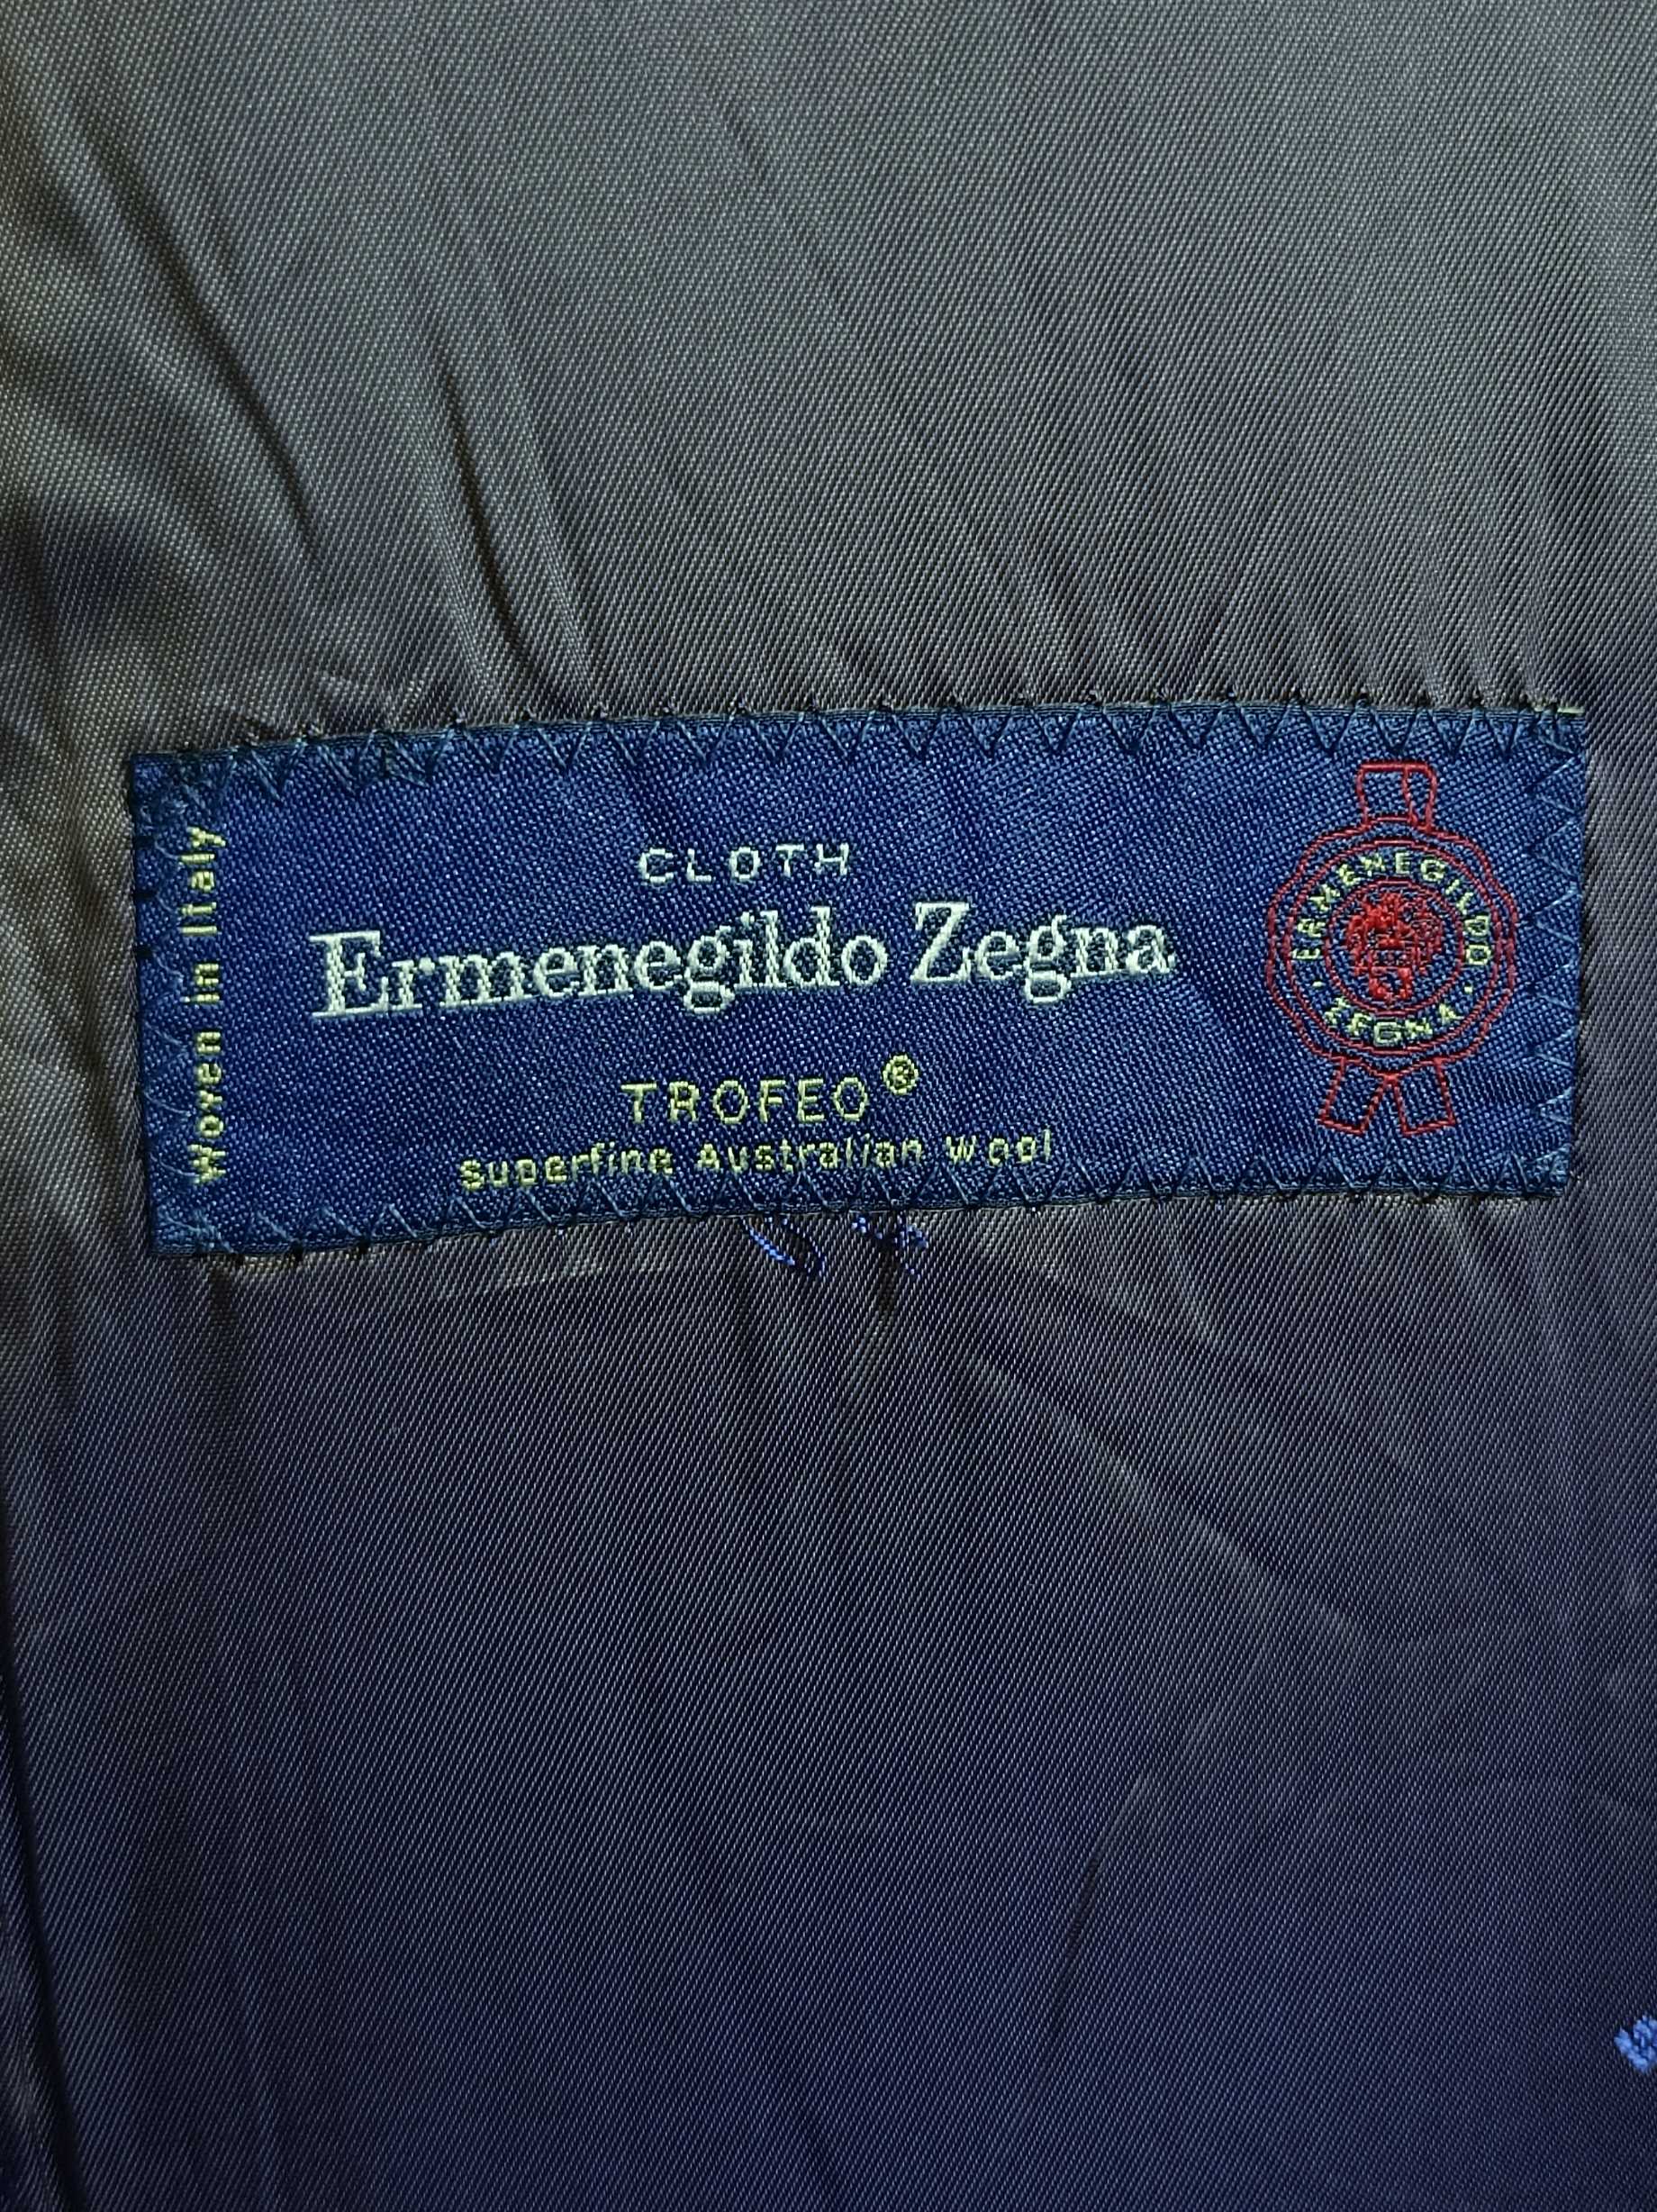 Woven in Italy
CLOTH
Ermenegildo Zegna
TROFEO®
Superfine Australian Wool
ERMENEGILDO
· ZEGNA ·